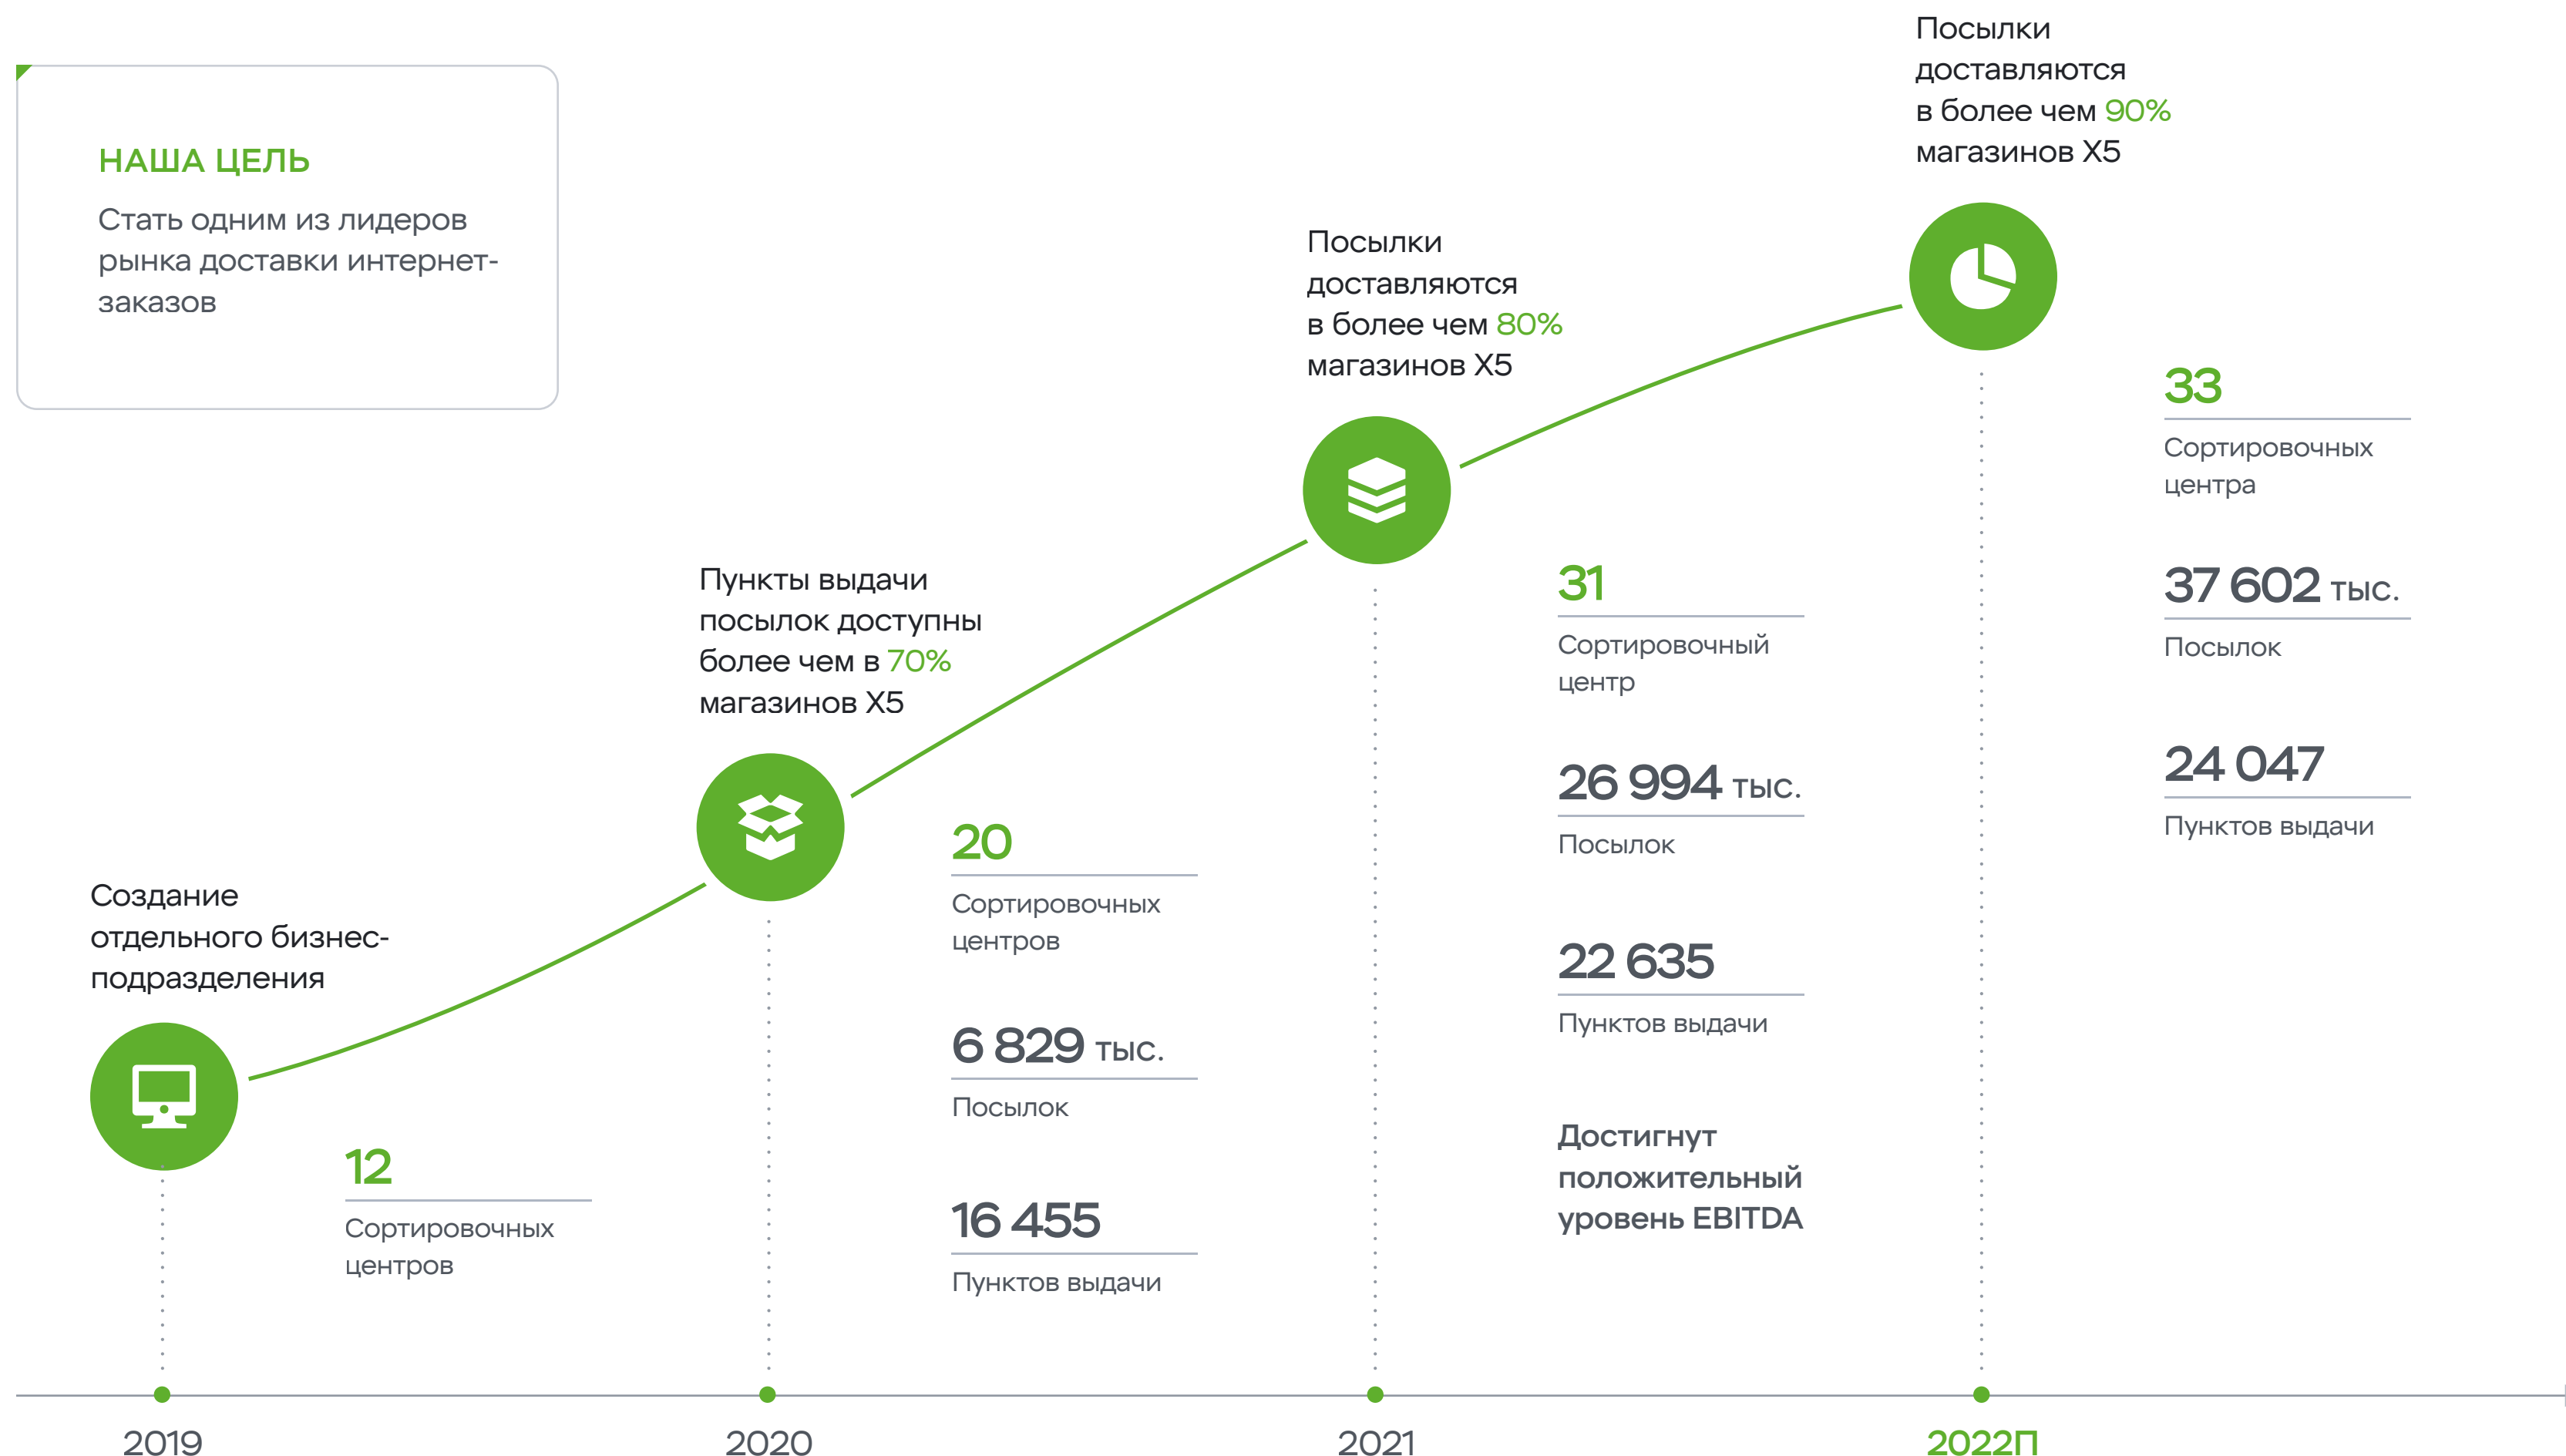 НАША ЦЕЛЬ
Стать одним из лидеров
рынка доставки интернет-
заказов
Создание
отдельного бизнес-
подразделения
12
Сортировочных
центров
Пункты выдачи
посылок доступны
более чем в 70%
магазинов X5
20
Сортировочных
центров
6 829 тыс.
Посылок
16 455
Пунктов выдачи
Посылки
доставляются
в более чем 80%
магазинов X5
31
Сортировочный
центр
26 994 тыс.
Посылок
22 635
Пунктов выдачи
Достигнут
положительный
уровень EBITDA
Посылки
доставляются
в более чем 90%
магазинов X5
33
Сортировочных
центра
37 602 тыс.
Посылок
24 047
Пунктов выдачи
2019
2020
2021
2022П